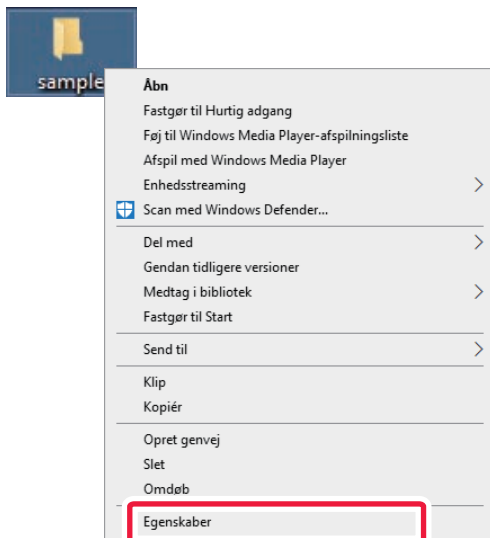 sample
Åbn
Fastgør til Hurtig adgang
Føj til Windows Media Player-afspilningsliste
Afspil med Windows Media Player
Enhedsstreaming
Scan med Windows Defender...
Del med
Gendan tidligere versioner
Medtag i bibliotek
Fastgør til Start
Send til
Klip
Kopiér
Opret genvej
Slet
Omdøb
Egenskaber